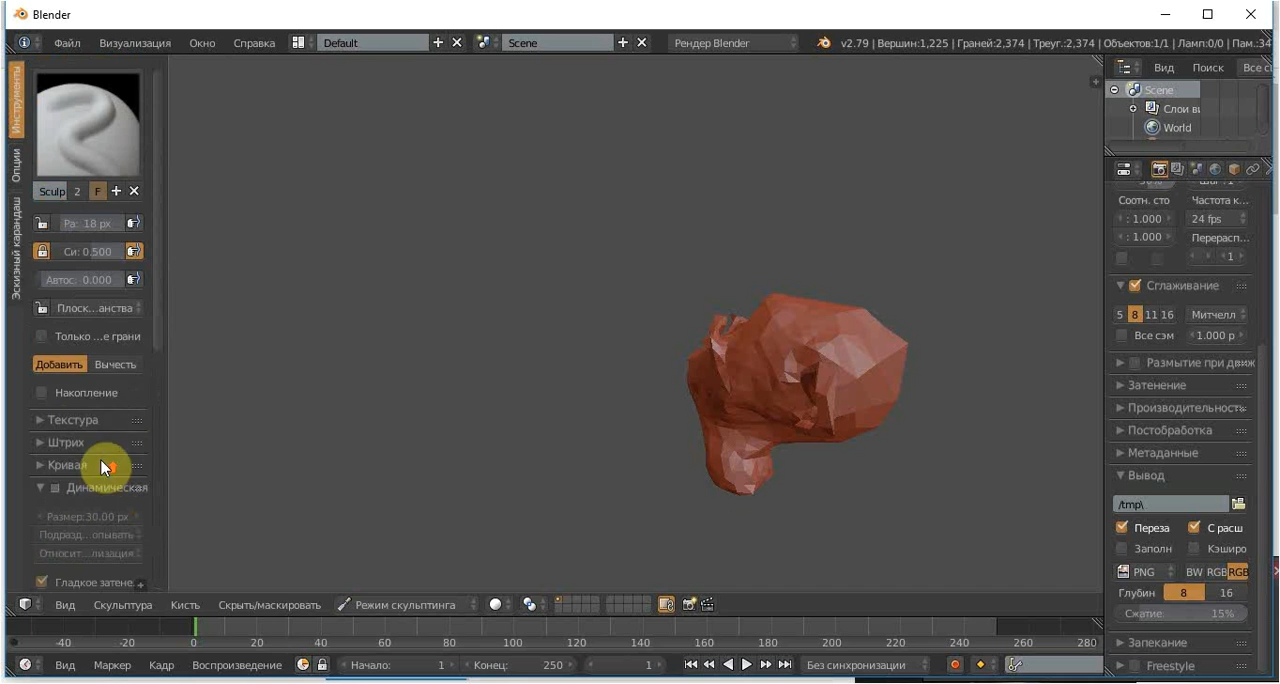 Blender
Файл Визуализация Окно Справка Default Scene Рендер Blender v2.79 | Вершин:1,225 | Граней:2,374 | Треуг.:2,374 | Объектов:1/1 | Ламп:0/0 | Пам.:34
Инструменты
Опции
Эскизный карандаш
Sculp 2 F
Ра: 18 px
Си: 0.500
Автос: 0.000
Плоск...анства
Только ...е грани
Добавить Вычесть
Накопление
Текстура
Штрих
Кривая
Динамическая
Размер:30.00 px
Подразд...опывать
Относит...лизация
Гладкое затене
Вид Поиск Все с
Scene
Слои ви
World
50% Шаг:1
Соотн. сто Частота к...
: 1.000 24 fps
: 1.000 Перерасп...
1
Сглаживание
5 8 11 16 Митчелл
Все сэм 1.000 p
Размытие при движ
Затенение
Производительность
Постобработка
Метаданные
Вывод
/tmp\
Переза С расш
Заполн Кэширо
PNG BW RGB RGB
Глубин 8 16
Сжатие: 15%
Запекание
Freestyle
Вид Скульптура Кисть Скрыть/маскировать Режим скульптинга
-40 -20 0 20 40 60 80 100 120 140 160 180 200 220 240 260 280
Вид Маркер Кадр Воспроизведение Начало: 1 Конец: 250 1 Без синхронизации